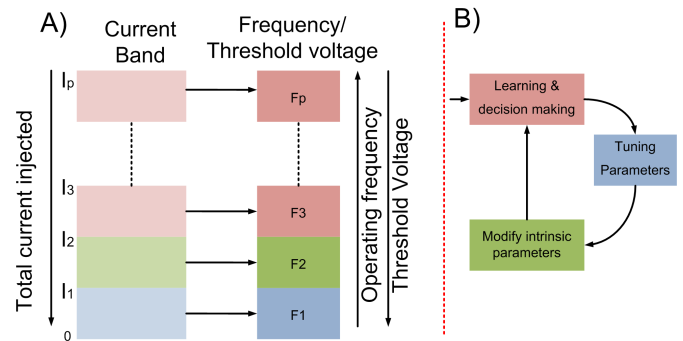 A)
Current
Band
Frequency/
Threshold voltage
Ip
I3
I2
I1
0
Total current injected
Fp
F3
F2
F1
Operating frequency
Threshold Voltage
B)
Learning &
decision making
Tuning
Parameters
Modify intrinsic
parameters